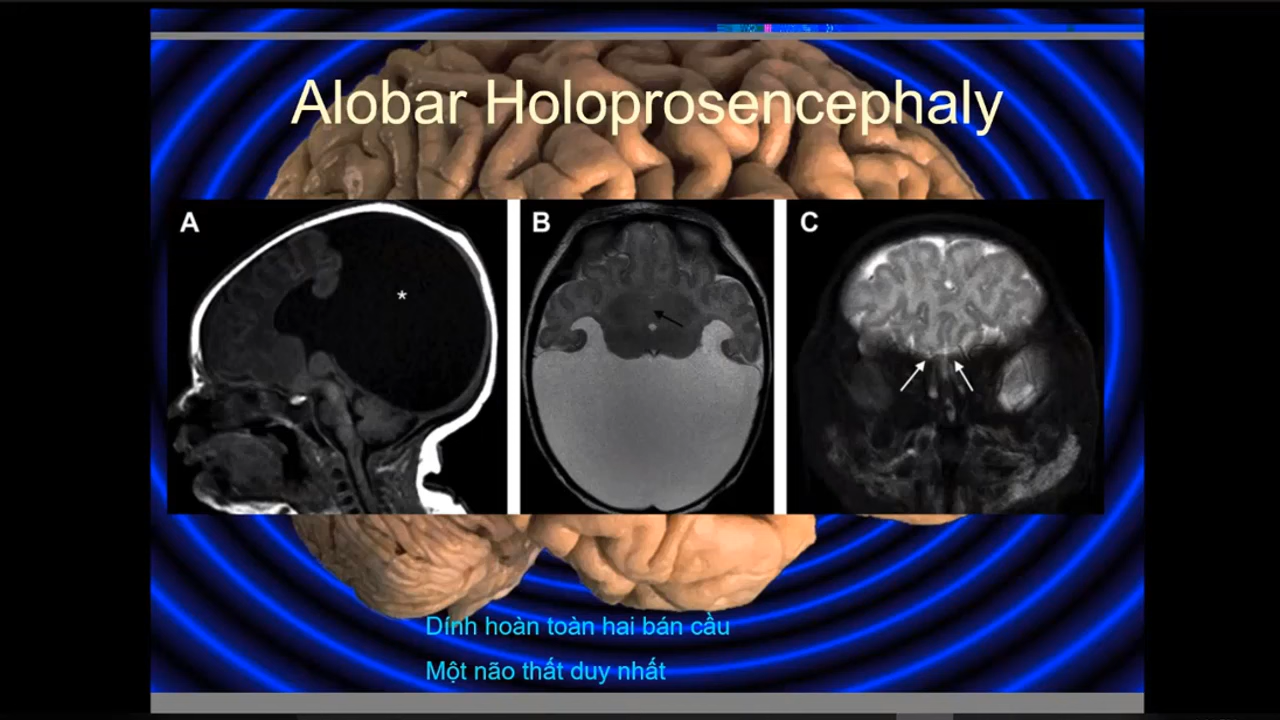 Alobar Holoprosencephaly
A
B
C
*
Dính hoàn toàn hai bán cầu
Một não thất duy nhất